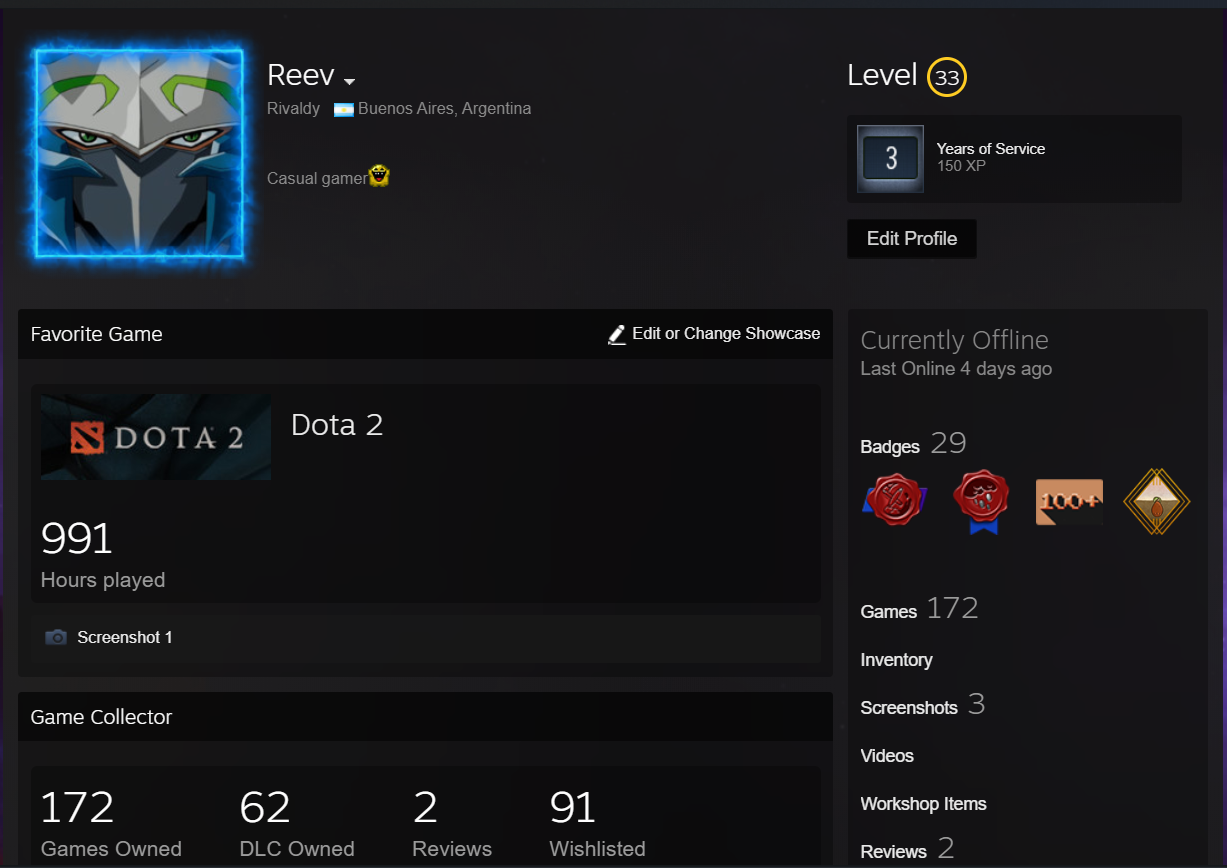 Reev
Rivaldy Buenos Aires, Argentina
Casual gamer
Level 33
3
Years of Service
150 XP
Edit Profile
Favorite Game
Edit or Change Showcase
DOTA 2
Dota 2
991
Hours played
Screenshot 1
Game Collector
172 62 2 91
Games Owned DLC Owned Reviews Wishlisted
Currently Offline
Last Online 4 days ago
Badges 29
100+
Games 172
Inventory
Screenshots 3
Videos
Workshop Items
Reviews 2